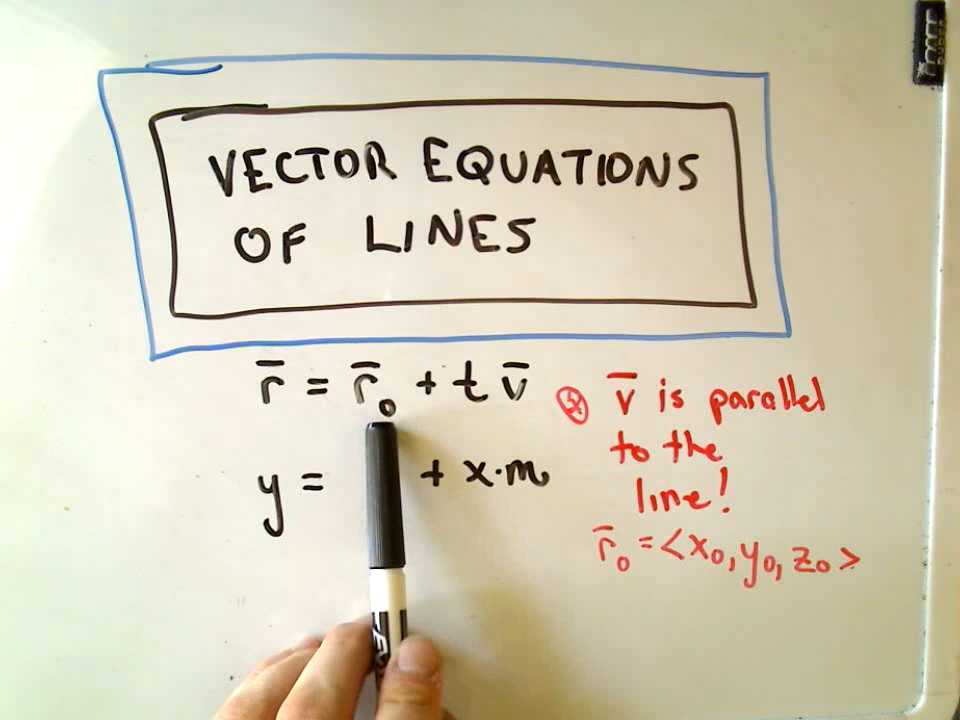 VECTOR EQUATIONS
OF LINES
r̄ = r̄₀ + t v̄
y = + x·m
v̄ is parallel
to the
line!
r̄₀ = <x₀, y₀, z₀>